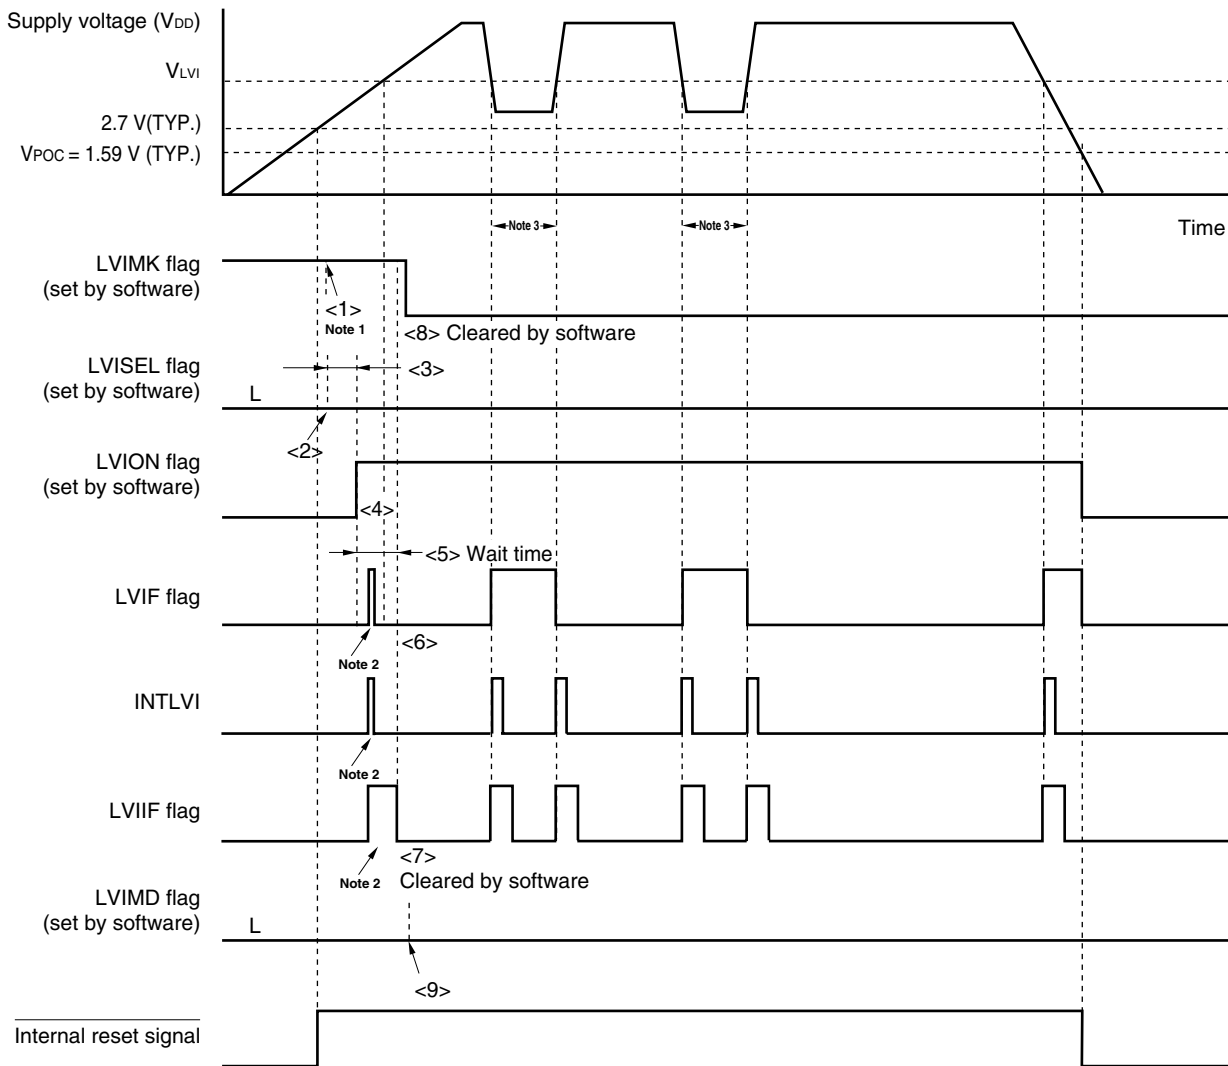 Supply voltage (VDD)
VLVI
2.7 V(TYP.)
VPOC = 1.59 V (TYP.)
Note 3
Note 3
Time
LVIMK flag
(set by software)
<1>
Note 1
<8> Cleared by software
LVISEL flag
(set by software)
L
<3>
<2>
LVION flag
(set by software)
<4>
<5> Wait time
LVIF flag
<6>
Note 2
INTLVI
Note 2
LVIIF flag
<7>
Note 2
Cleared by software
LVIMD flag
(set by software)
L
<9>
Internal reset signal